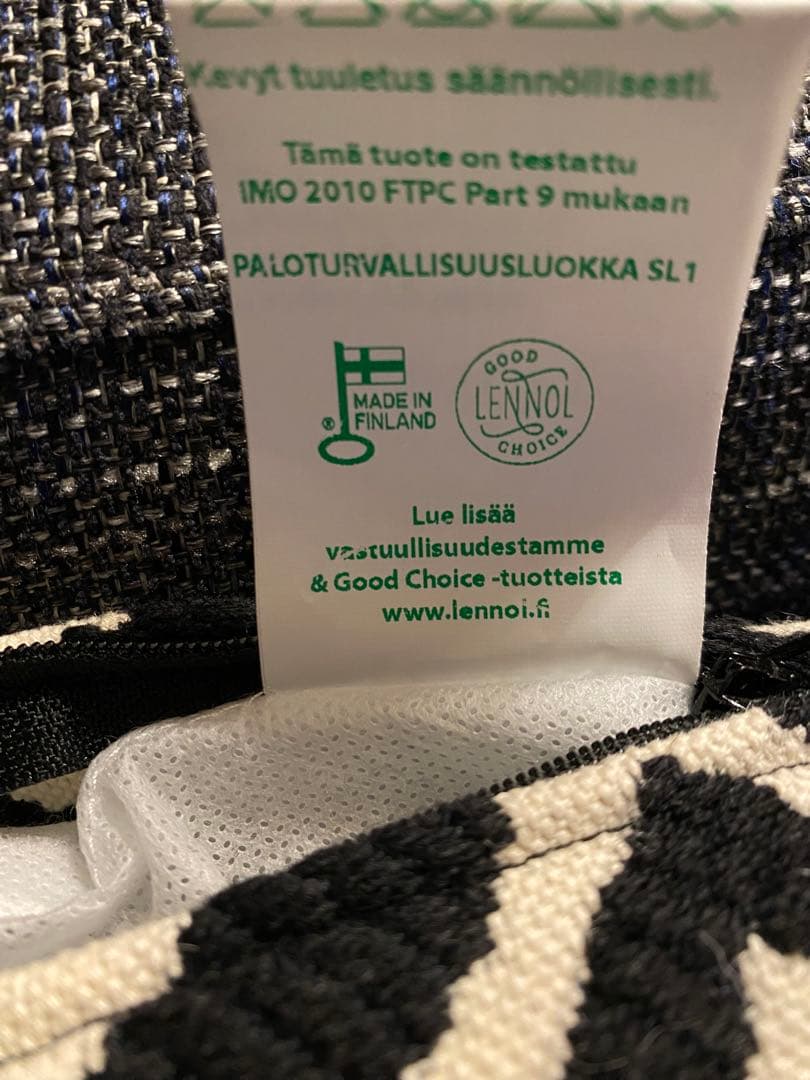 Kevyt tuuletus säännöllisesti.
Tämä tuote on testattu
IMO 2010 FTPC Part 9 mukaan
PALOTURVALLISUUSLUOKKA SL1
® MADE IN
FINLAND
GOOD
LENNOL
CHOICE
Lue lisää
vastuullisuudestamme
& Good Choice -tuotteista
www.lennol.fi